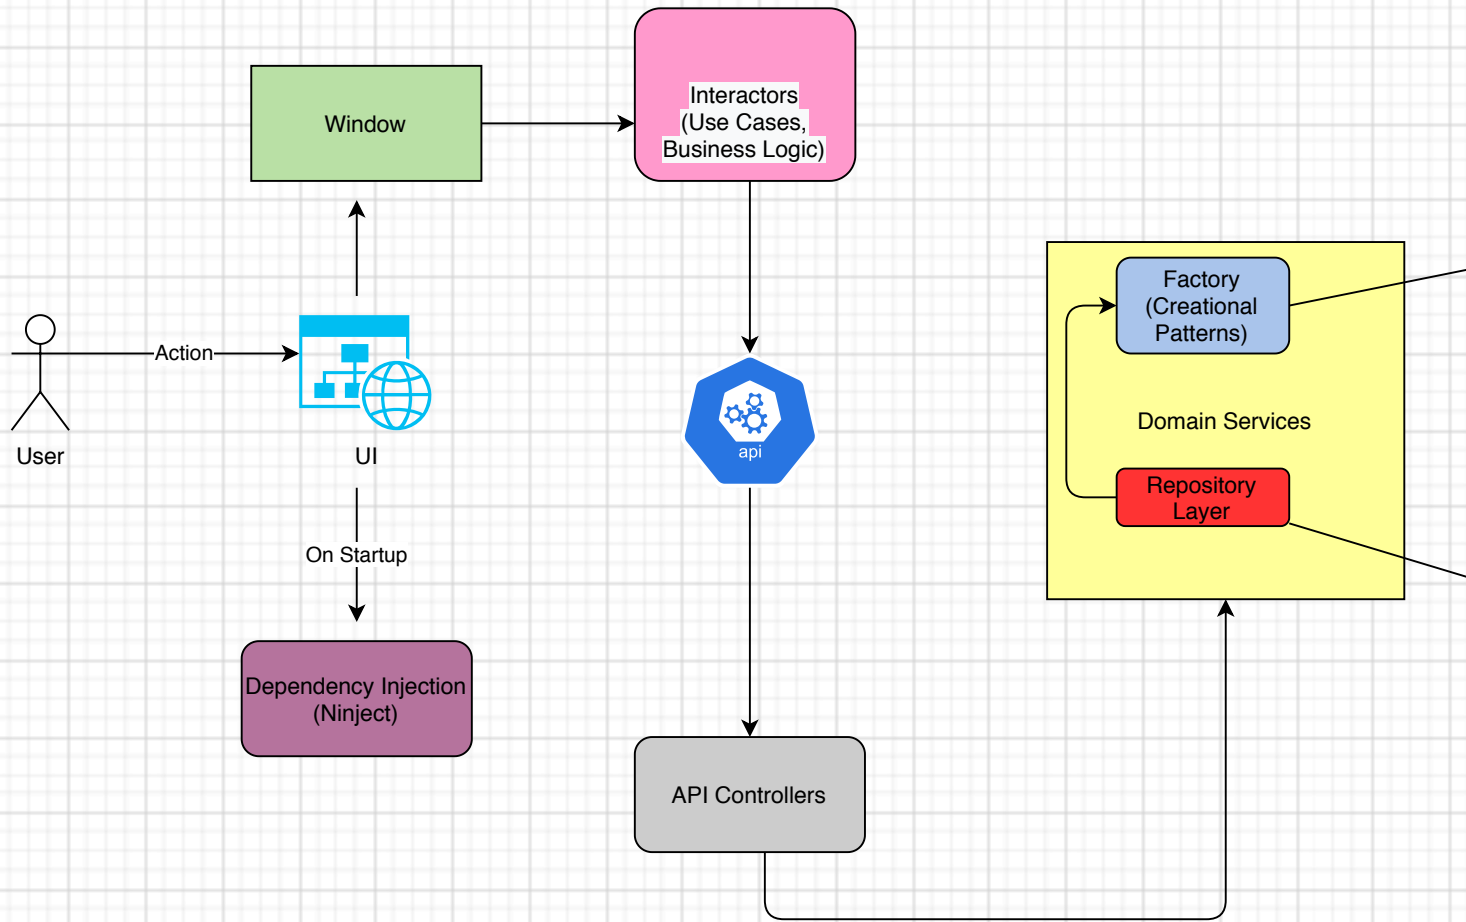 Window
Interactors
(Use Cases,
Business Logic)
Action
User
UI
On Startup
Dependency Injection
(Ninject)
api
API Controllers
Factory
(Creational
Patterns)
Domain Services
Repository
Layer